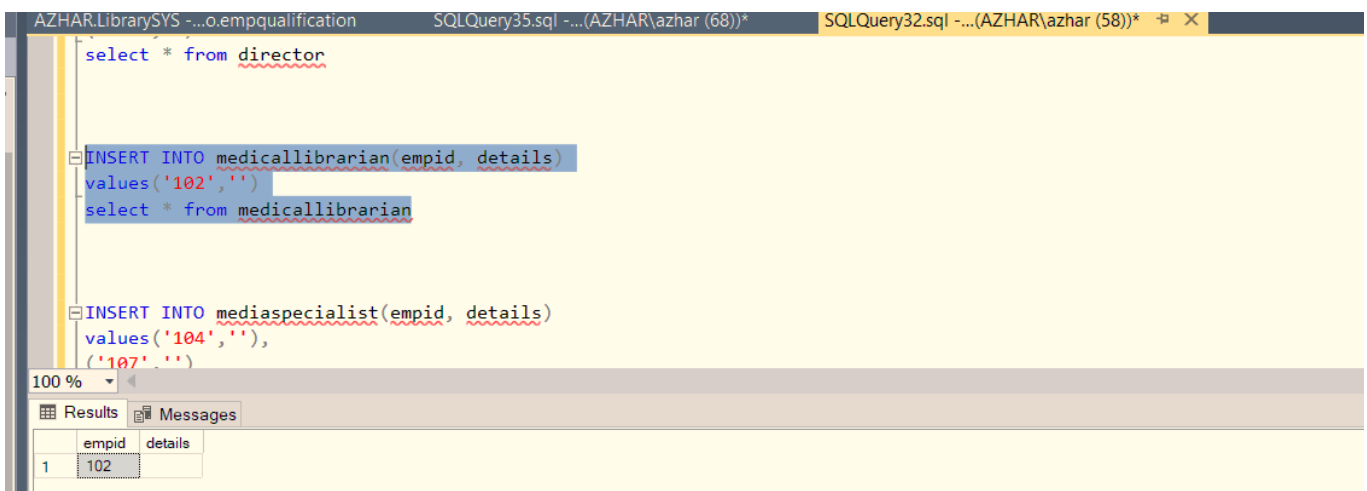 AZHAR.LibrarySYS -...o.empqualification SQLQuery35.sql -...(AZHAR\azhar (68))* SQLQuery32.sql -...(AZHAR\azhar (58))*
select * from director
INSERT INTO medicallibrarian(empid, details)
values('102','')
select * from medicallibrarian
INSERT INTO mediaspecialist(empid, details)
values('104',''),
('107','')
100 %
Results Messages
empid details
1 102